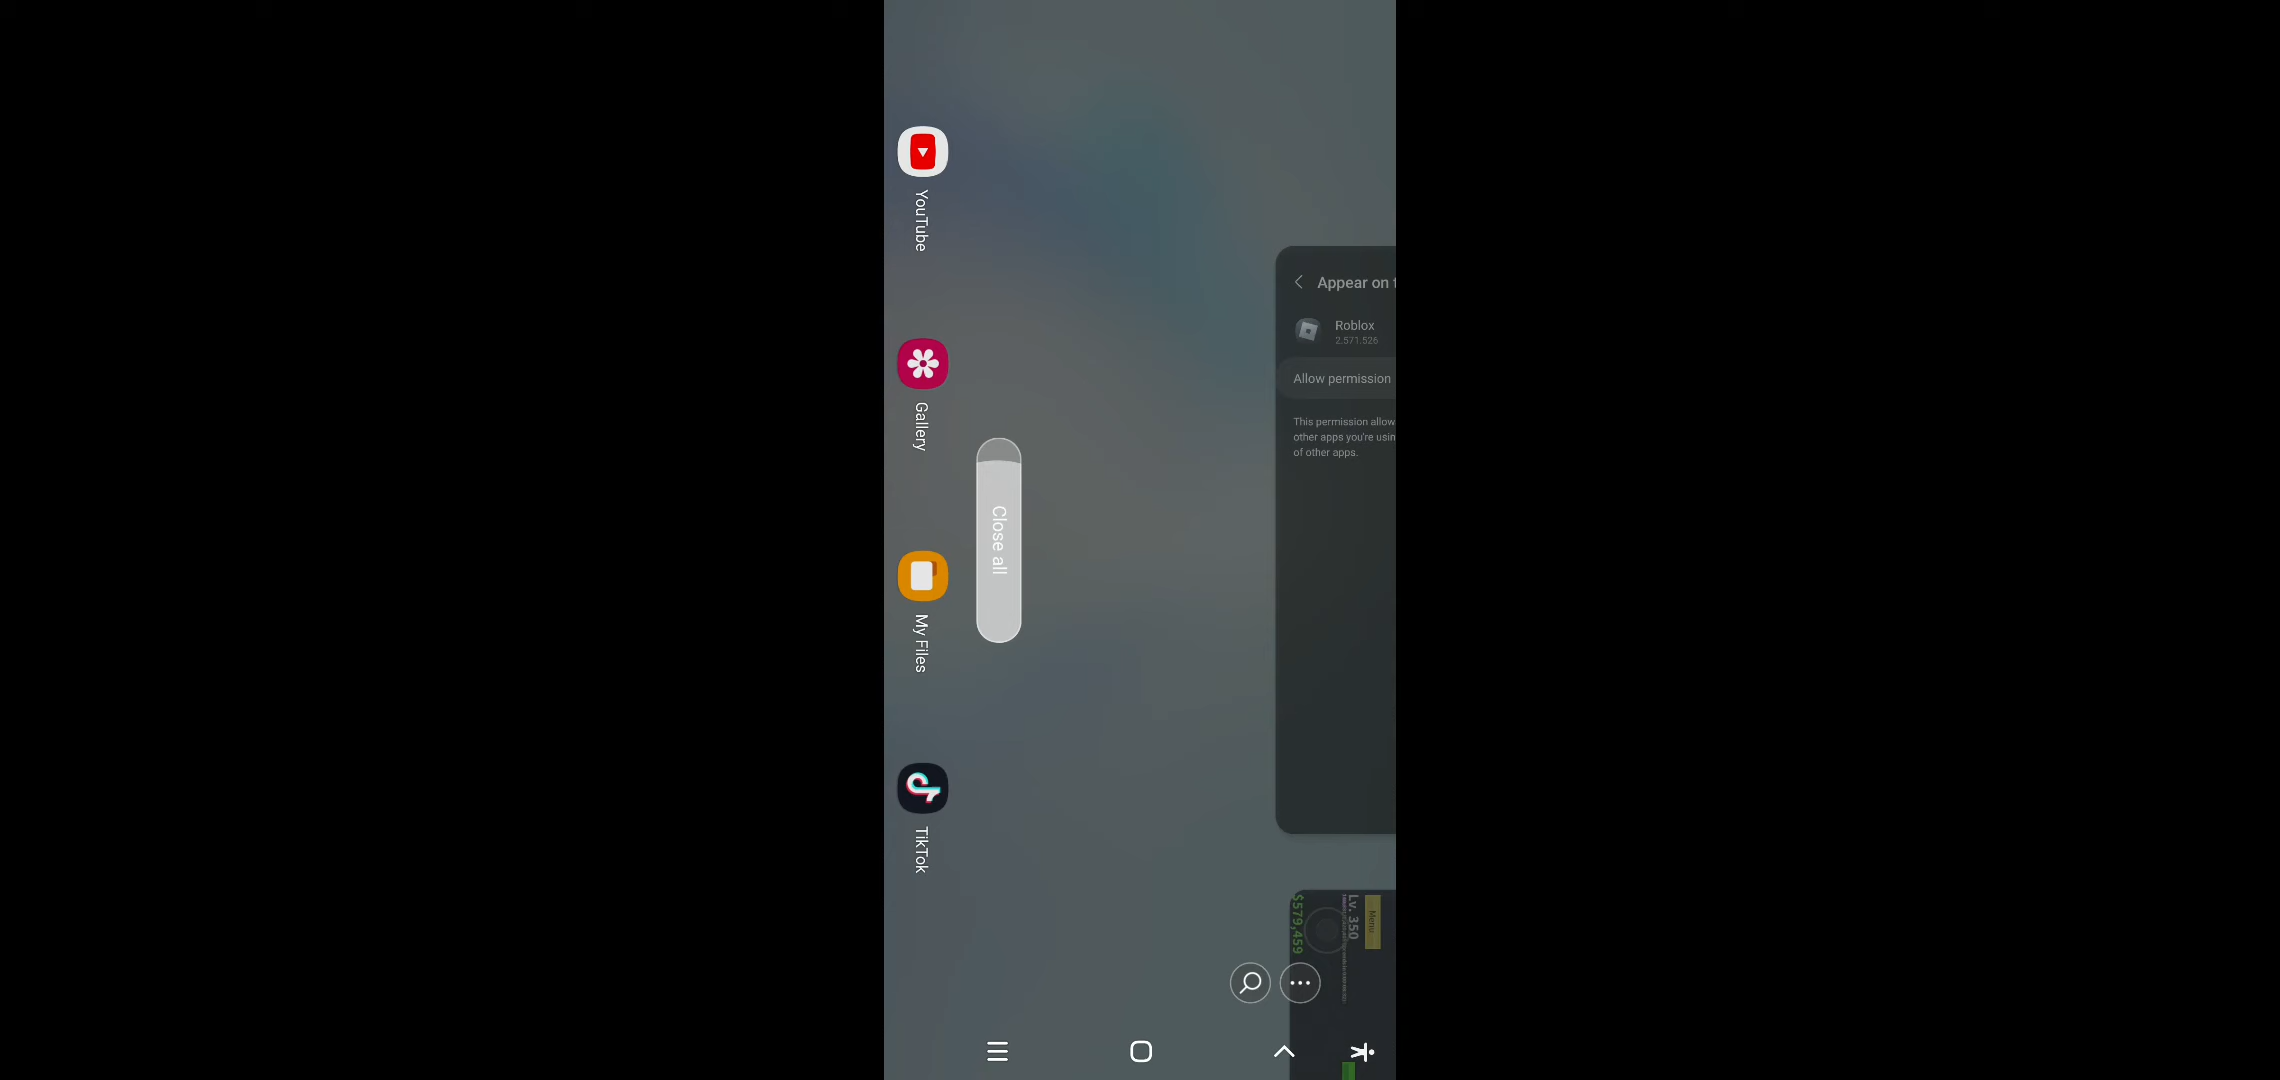 YouTube
Gallery
My Files
TikTok
Close all
Appear on t
Roblox
2.571.526
Allow permission
This permission allow
other apps you're usin
of other apps.
Menu
Lv. 350
$579,459